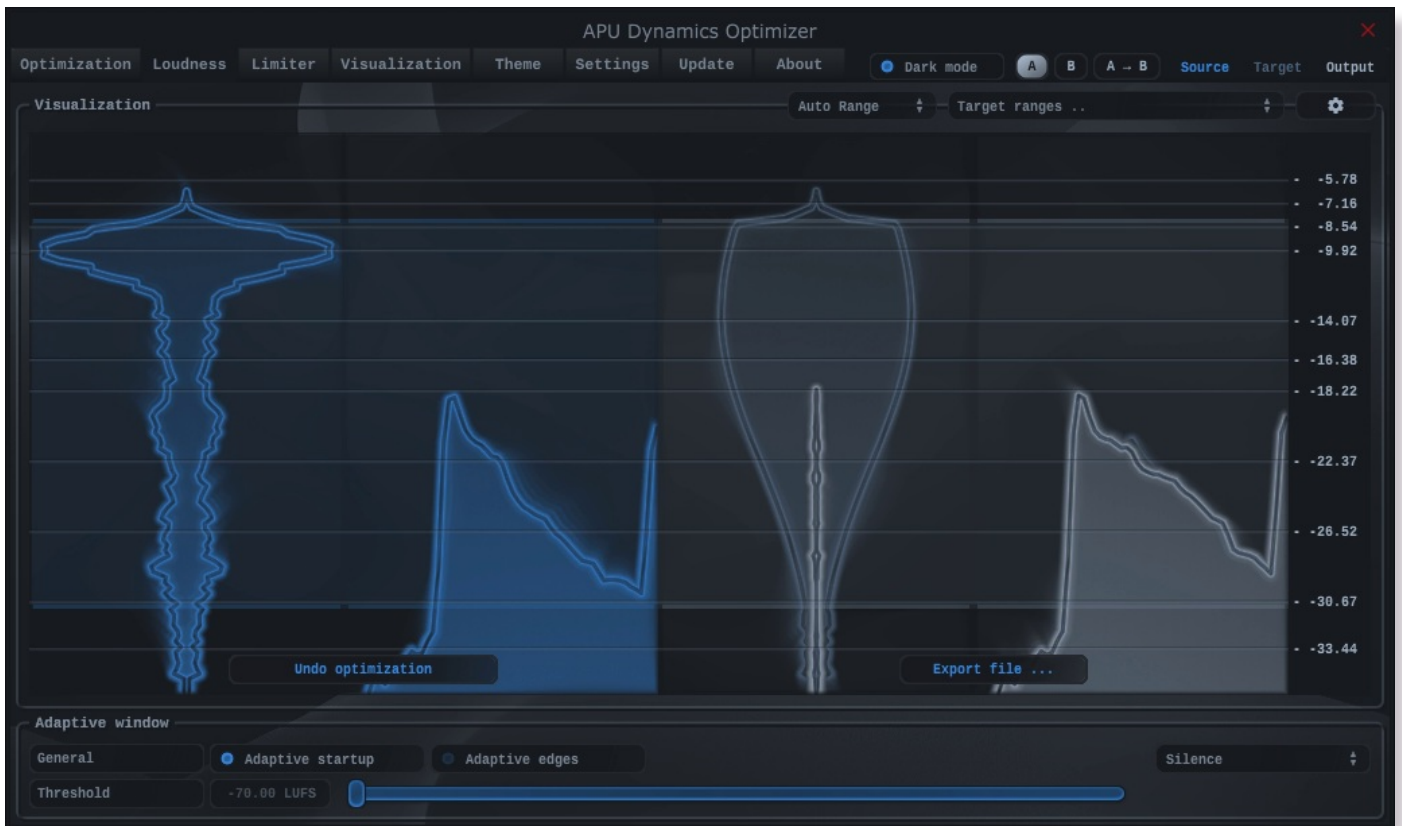 APU Dynamics Optimizer
Optimization Loudness Limiter Visualization Theme Settings Update About Dark mode A B A → B Source Target Output
Visualization Auto Range Target ranges ..
- -5.78
- -7.16
- -8.54
- -9.92
- -14.07
- -16.38
- -18.22
- -22.37
- -26.52
- -30.67
- -33.44
Undo optimization Export file ...
Adaptive window
General Adaptive startup Adaptive edges Silence
Threshold -70.00 LUFS